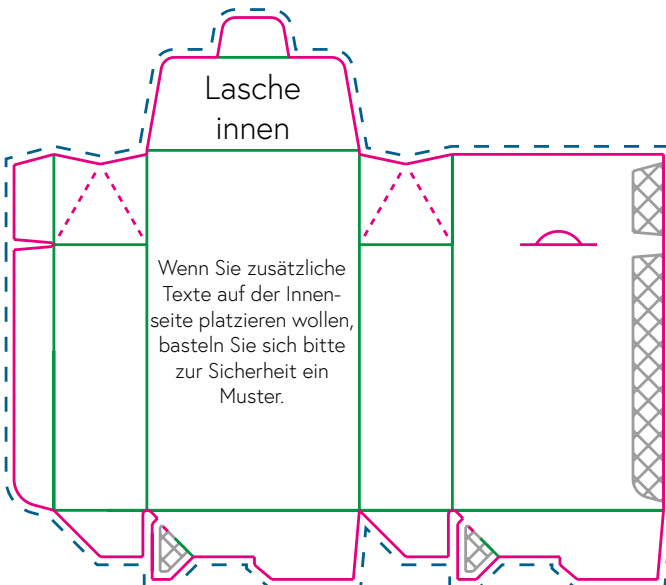 Lasche
innen
Wenn Sie zusätzliche
Texte auf der Innen-
seite platzieren wollen,
basteln Sie sich bitte
zur Sicherheit ein
Muster.